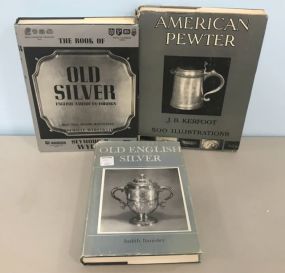 THE BOOK OF
OLD
SILVER
ENGLISH · AMERICAN · FOREIGN
SEYMOUR B.
AMERICAN
PEWTER
J. B. KERFOOT
500 ILLUSTRATIONS
OLD ENGLISH
SILVER
Judith Banister